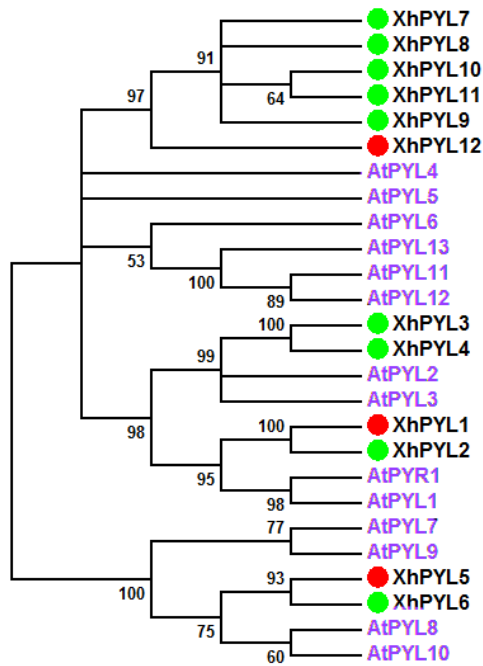 XhPYL7
91
XhPYL8
XhPYL10
97
64
XhPYL11
XhPYL9
XhPYL12
AtPYL4
AtPYL5
AtPYL6
53
AtPYL13
100
AtPYL11
89
AtPYL12
100
XhPYL3
99
XhPYL4
AtPYL2
AtPYL3
98
100
XhPYL1
XhPYL2
95
AtPYR1
98
AtPYL1
77
AtPYL7
AtPYL9
100
93
XhPYL5
XhPYL6
75
AtPYL8
60
AtPYL10